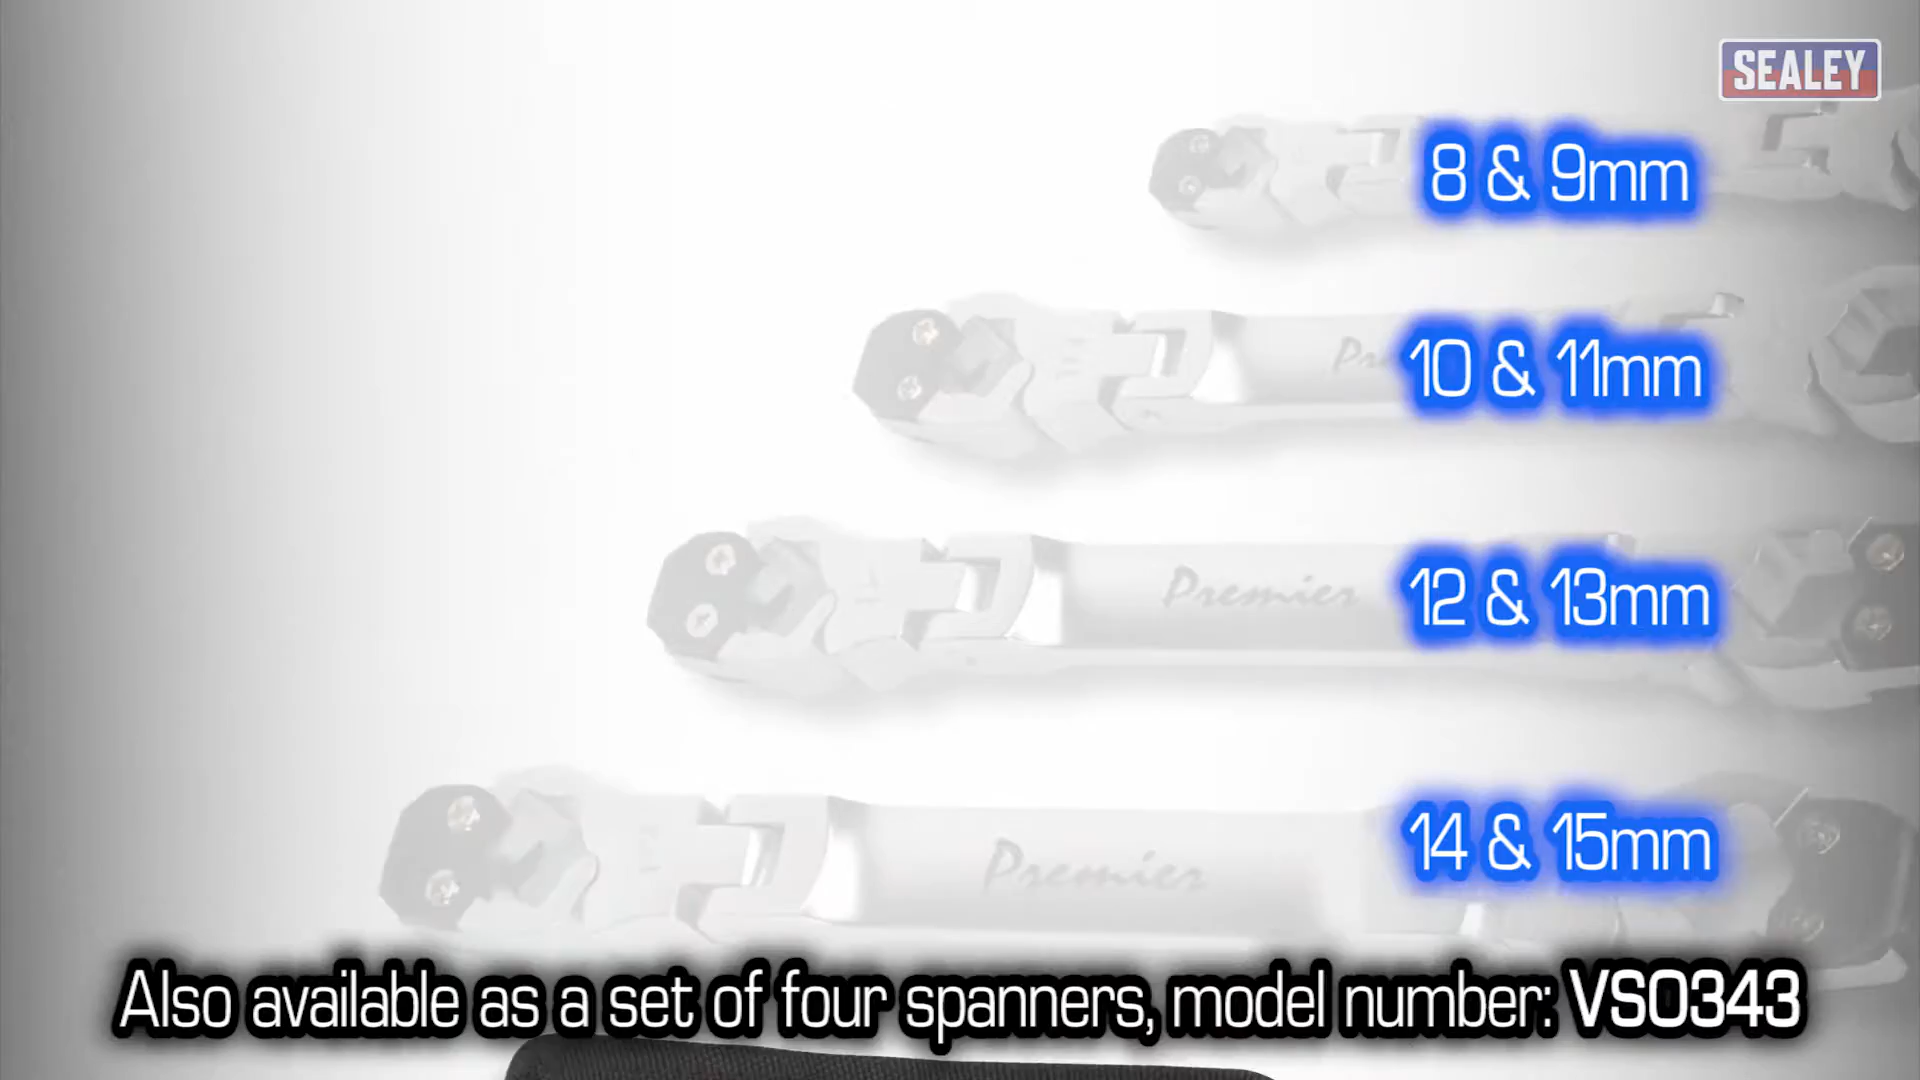 SEALEY
8 & 9mm
Pre
10 & 11mm
Premier
12 & 13mm
Premier
14 & 15mm
Also available as a set of four spanners, model number: VS0343